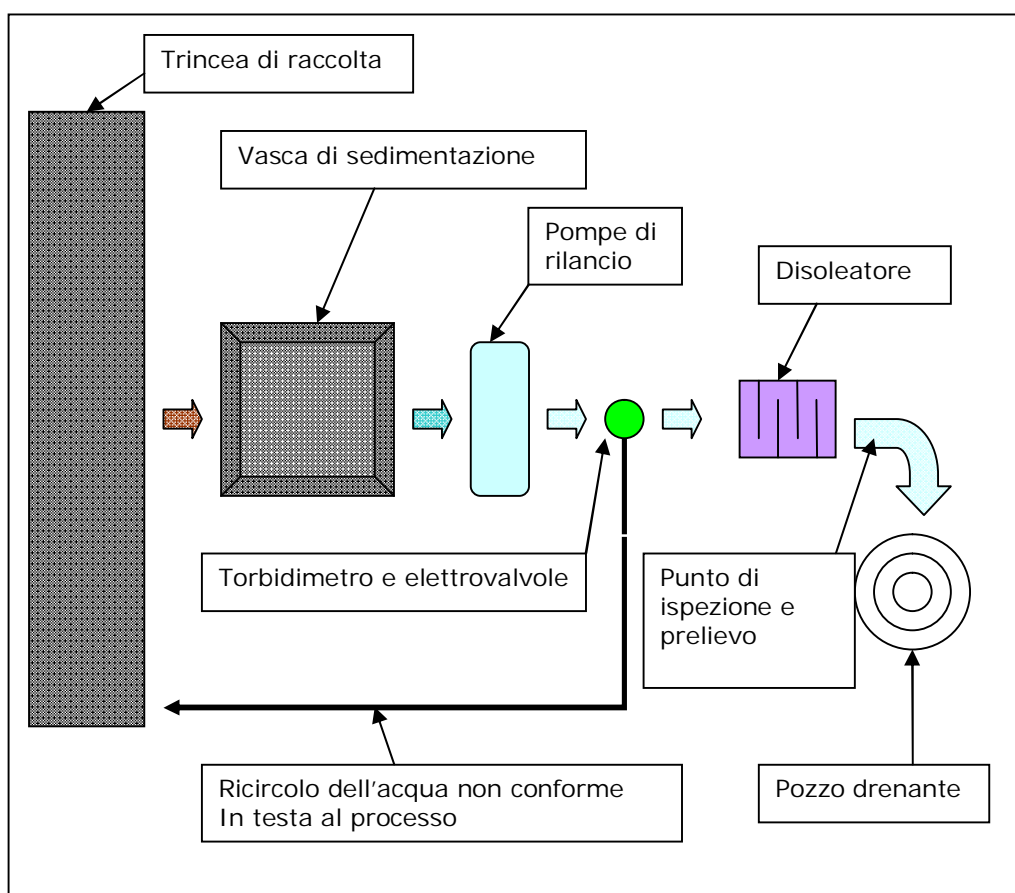 Trincea di raccolta
Vasca di sedimentazione
Pompe di
rilancio
Disoleatore
Torbidimetro e elettrovalvole
Punto di
ispezione e
prelievo
Ricircolo dell'acqua non conforme
In testa al processo
Pozzo drenante